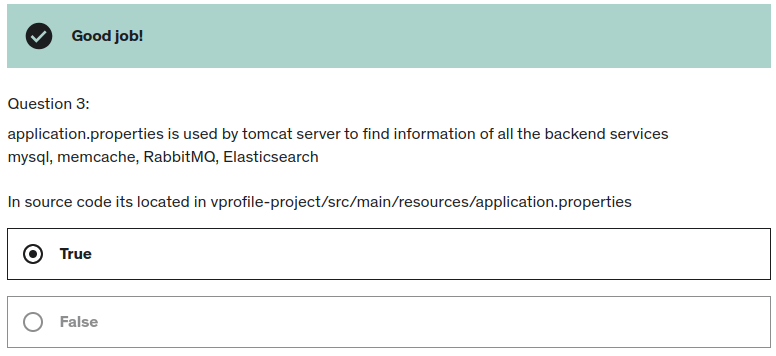 Good job!
Question 3:
application.properties is used by tomcat server to find information of all the backend services
mysql, memcache, RabbitMQ, Elasticsearch
In source code its located in vprofile-project/src/main/resources/application.properties
True
False